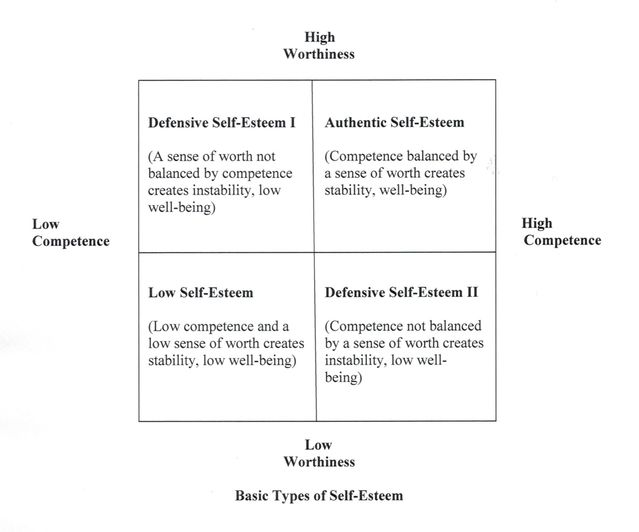 High
Worthiness
Defensive Self-Esteem I
(A sense of worth not
balanced by competence
creates instability, low
well-being)
Authentic Self-Esteem
(Competence balanced by
a sense of worth creates
stability, well-being)
Low
Competence
High
Competence
Low Self-Esteem
(Low competence and a
low sense of worth creates
stability, low well-being)
Defensive Self-Esteem II
(Competence not balanced
by a sense of worth creates
instability, low well-
being)
Low
Worthiness
Basic Types of Self-Esteem